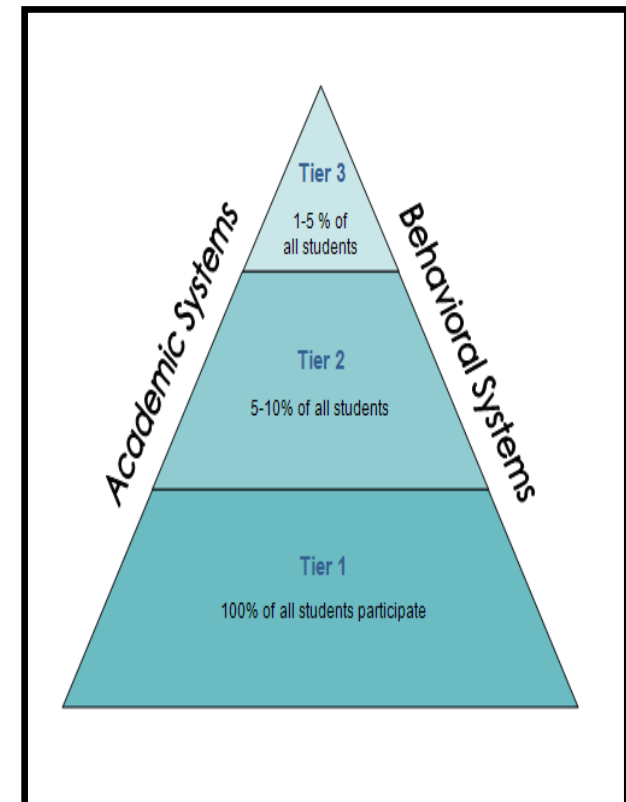 Tier 3
1-5 % of
all students
Academic Systems
Behavioral Systems
Tier 2
5-10% of all students
Tier 1
100% of all students participate